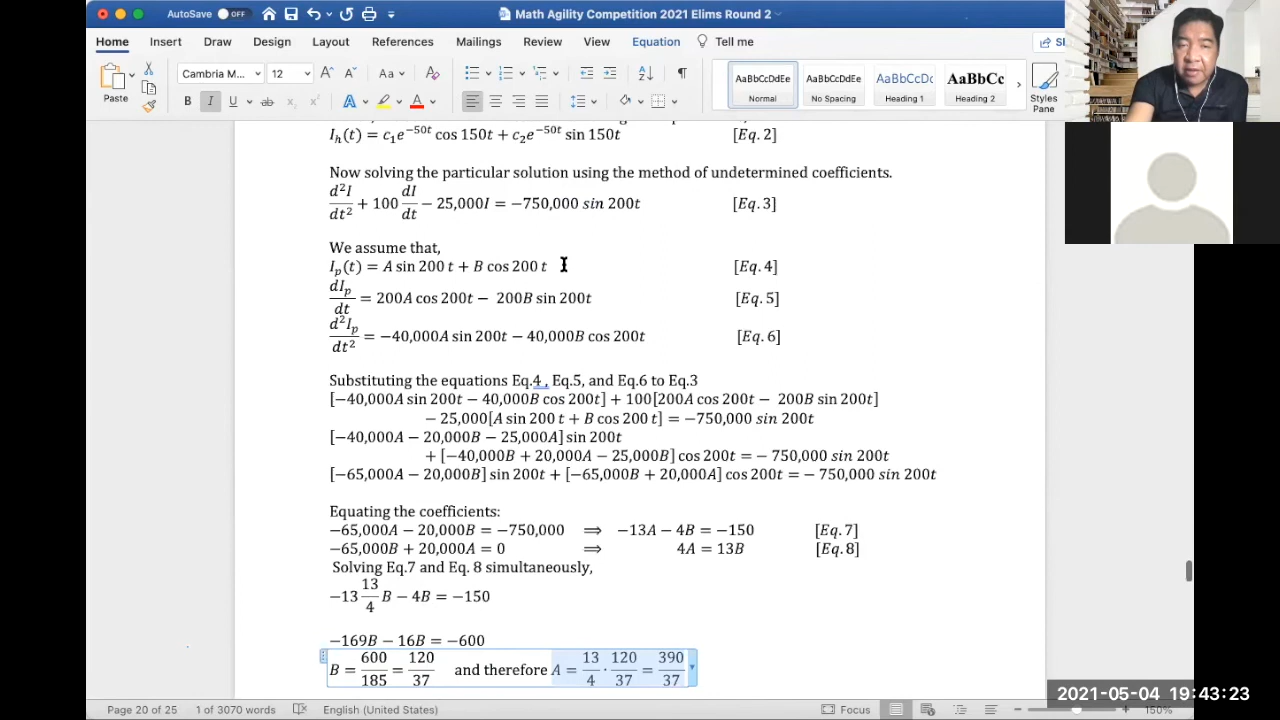 AutoSave OFF Math Agility Competition 2021 Elims Round 2
Home Insert Draw Design Layout References Mailings Review View Equation Tell me
Cambria M... 12 Aa
AaBbCcDdEe AaBbCcDdEe AaBbCcDc AaBbCc
Paste B I U ab Normal No Spacing Heading 1 Heading 2 Styles Pane
I_h(t) = c₁e^{−50t} cos 150t + c₂e^{−50t} sin 150t [Eq. 2]
Now solving the particular solution using the method of undetermined coefficients.
d²I/dt² + 100 dI/dt − 25,000I = −750,000 sin 200t [Eq. 3]
We assume that,
I_p(t) = A sin 200 t + B cos 200 t [Eq. 4]
dI_p/dt = 200A cos 200t − 200B sin 200t [Eq. 5]
d²I_p/dt² = −40,000A sin 200t − 40,000B cos 200t [Eq. 6]
Substituting the equations Eq.4 , Eq.5, and Eq.6 to Eq.3
[−40,000A sin 200t − 40,000B cos 200t] + 100[200A cos 200t − 200B sin 200t]
− 25,000[A sin 200 t + B cos 200 t] = −750,000 sin 200t
[−40,000A − 20,000B − 25,000A] sin 200t
+ [−40,000B + 20,000A − 25,000B] cos 200t = − 750,000 sin 200t
[−65,000A − 20,000B] sin 200t + [−65,000B + 20,000A] cos 200t = − 750,000 sin 200t
Equating the coefficients:
−65,000A − 20,000B = −750,000 ⟹ −13A − 4B = −150 [Eq. 7]
−65,000B + 20,000A = 0 ⟹ 4A = 13B [Eq. 8]
Solving Eq.7 and Eq. 8 simultaneously,
−13 13/4 B − 4B = −150
−169B − 16B = −600
B = 600/185 = 120/37 and therefore A = 13/4 · 120/37 = 390/37
Page 20 of 25 1 of 3070 words English (United States) Focus 150%
2021-05-04 19:43:23